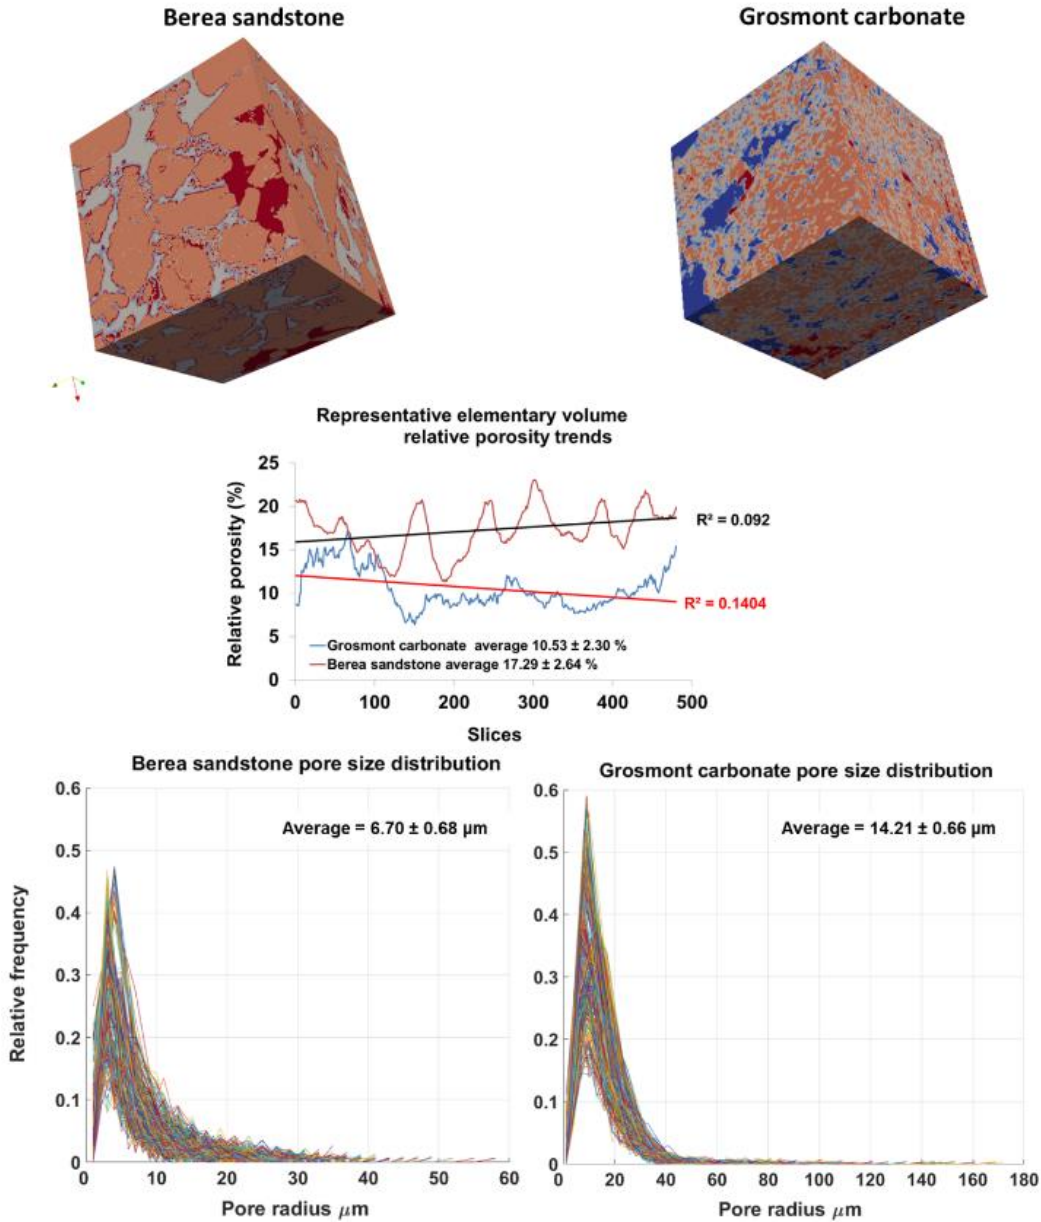 Berea sandstone
Grosmont carbonate
Representative elementary volume
relative porosity trends
Relative porosity (%)
25
20
15
10
5
0
R² = 0.092
R² = 0.1404
Grosmont carbonate average 10.53 ± 2.30 %
Berea sandstone average 17.29 ± 2.64 %
0 100 200 300 400 500
Slices
Berea sandstone pore size distribution
Relative frequency
0.6
0.5
0.4
0.3
0.2
0.1
0
Average = 6.70 ± 0.68 µm
0 10 20 30 40 50 60
Pore radius µm
Grosmont carbonate pore size distribution
0.6
0.5
0.4
0.3
0.2
0.1
0
Average = 14.21 ± 0.66 µm
0 20 40 60 80 100 120 140 160 180
Pore radius µm